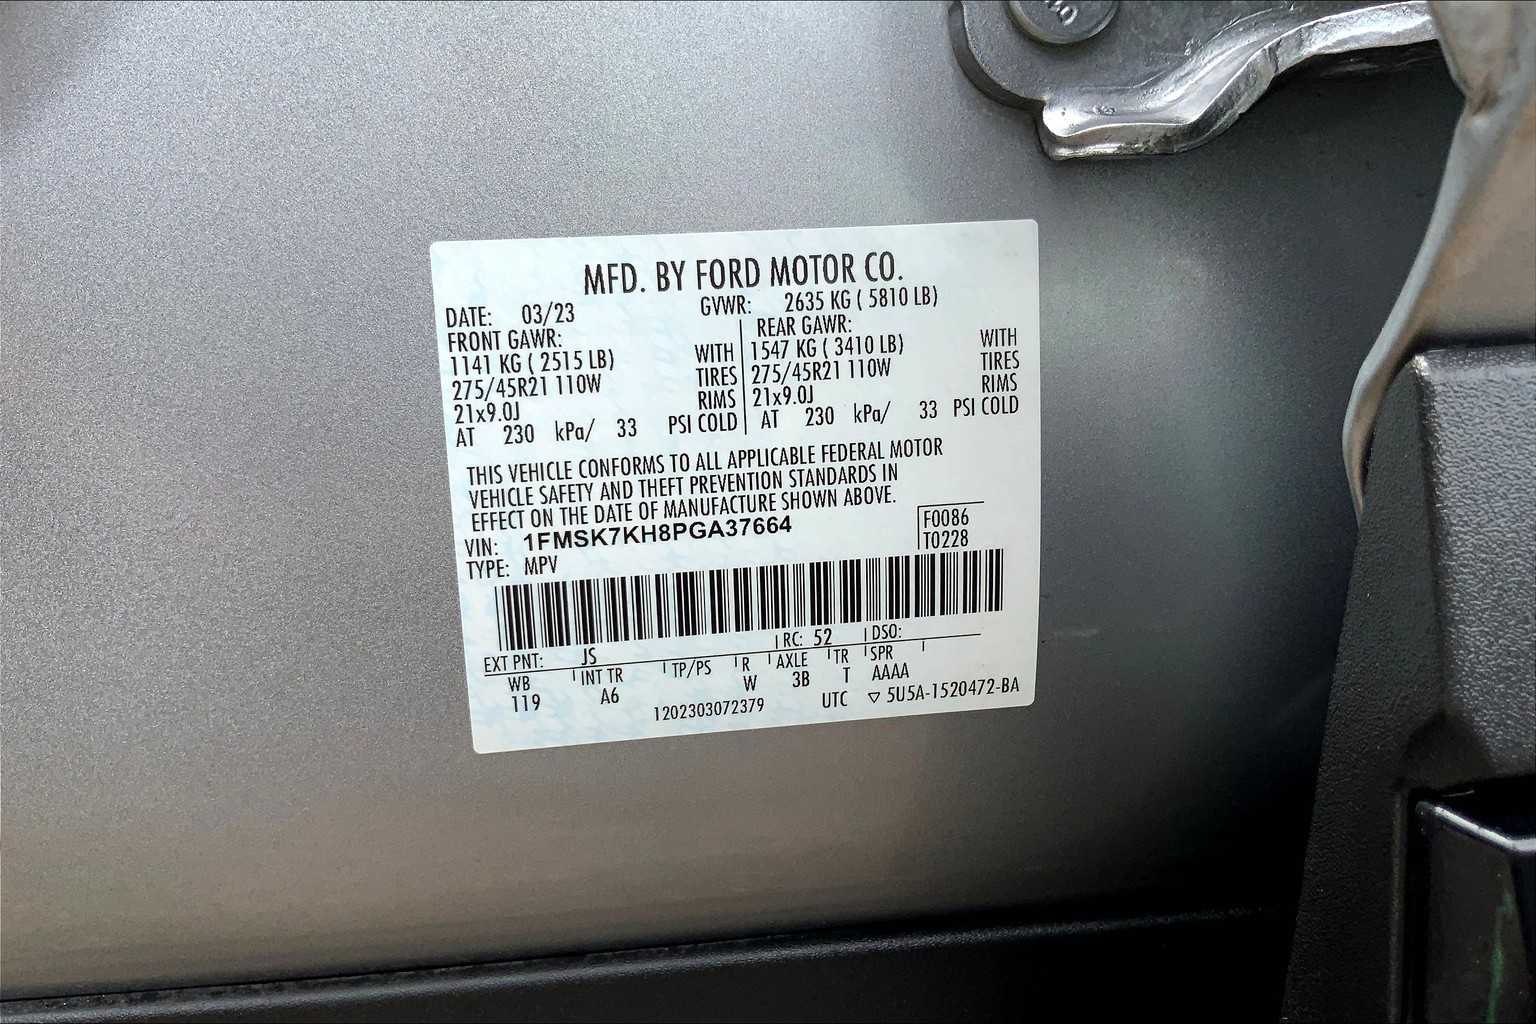 MFD. BY FORD MOTOR CO.
DATE: 03/23 GVWR: 2635 KG ( 5810 LB)
FRONT GAWR: REAR GAWR:
1141 KG ( 2515 LB) WITH 1547 KG ( 3410 LB) WITH
275/45R21 110W TIRES 275/45R21 110W TIRES
21x9.0J RIMS 21x9.0J RIMS
AT 230 kPa/ 33 PSI COLD AT 230 kPa/ 33 PSI COLD
THIS VEHICLE CONFORMS TO ALL APPLICABLE FEDERAL MOTOR
VEHICLE SAFETY AND THEFT PREVENTION STANDARDS IN
EFFECT ON THE DATE OF MANUFACTURE SHOWN ABOVE.
VIN: 1FMSK7KH8PGA37664 F0086
TYPE: MPV T0228
EXT PNT: JS RC: 52 DSO:
WB INT TR TP/PS R AXLE TR SPR
119 A6 W 3B T AAAA
1202303072379 UTC ▽ 5U5A-1520472-BA